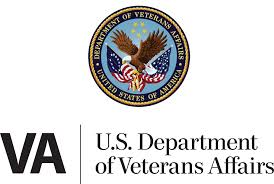 DEPARTMENT OF VETERANS AFFAIRS
UNITED STATES OF AMERICA
VA
U.S. Department
of Veterans Affairs